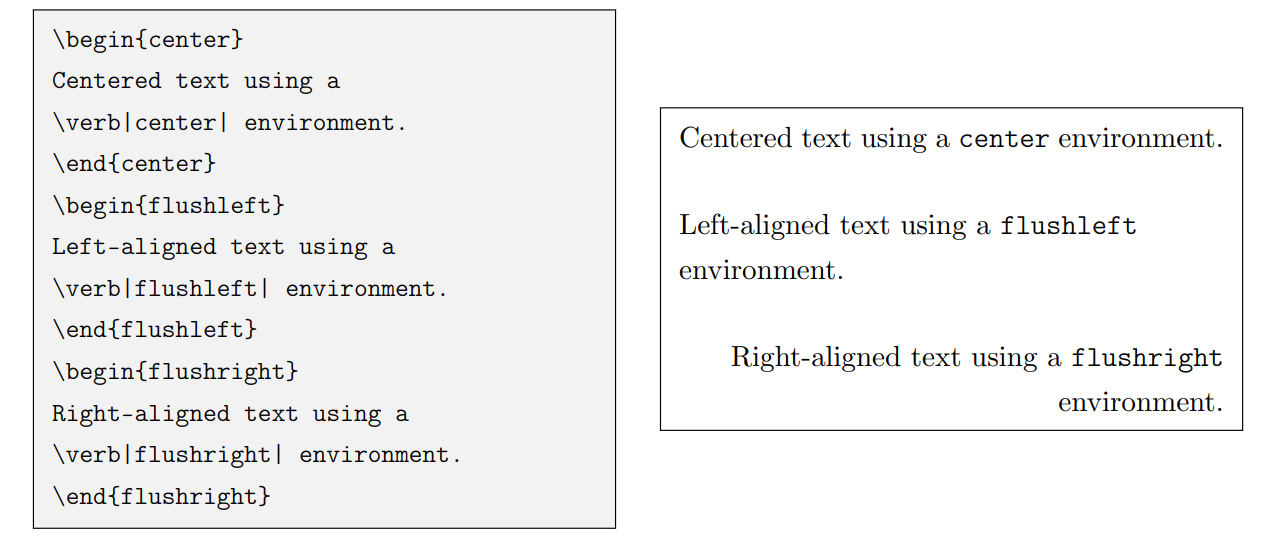 \begin{center}
Centered text using a
\verb|center| environment.
\end{center}
\begin{flushleft}
Left-aligned text using a
\verb|flushleft| environment.
\end{flushleft}
\begin{flushright}
Right-aligned text using a
\verb|flushright| environment.
\end{flushright}
Centered text using a center environment.
Left-aligned text using a flushleft
environment.
Right-aligned text using a flushright
environment.